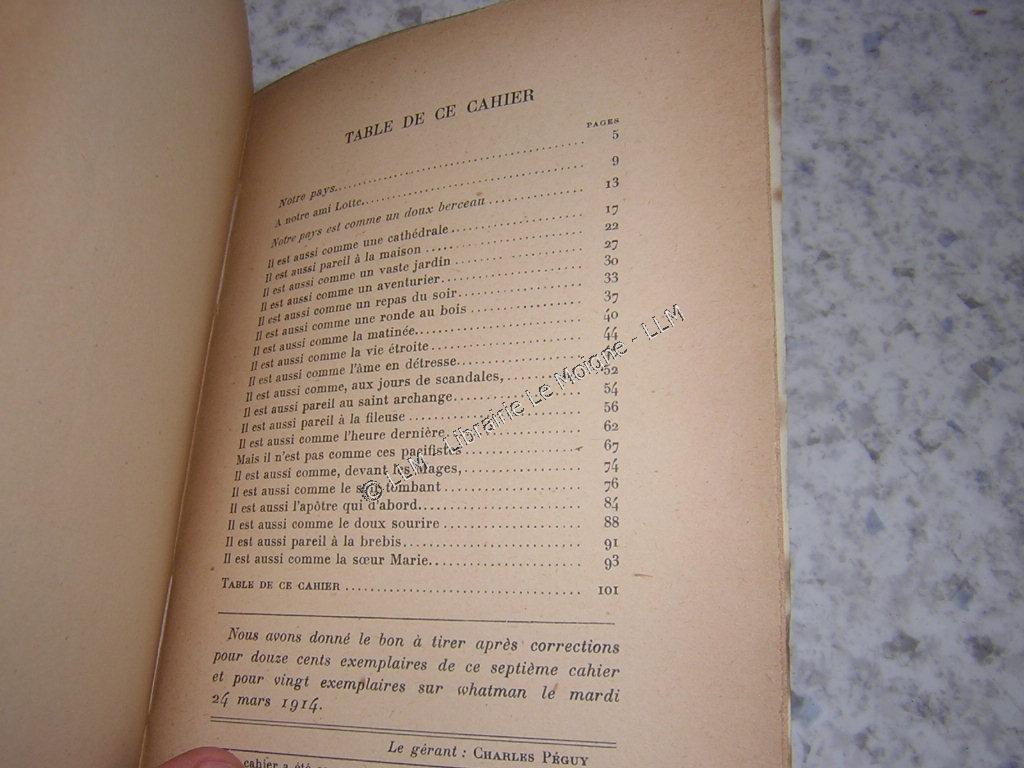 TABLE DE CE CAHIER
PAGES
Notre pays. 5
A notre ami Lotte. 9
Notre pays est comme un doux berceau 13
Il est aussi comme une cathédrale 17
Il est aussi pareil à la maison 22
Il est aussi comme un vaste jardin 27
Il est aussi comme un aventurier 30
Il est aussi comme un repas du soir 33
Il est aussi comme une ronde au bois 37
Il est aussi comme la matinée. 40
Il est aussi comme la vie étroite 44
Il est aussi comme l'âme en détresse.
Il est aussi comme, aux jours de scandales, 52
Il est aussi pareil au saint archange 54
Il est aussi pareil à la fileuse 56
Il est aussi comme l'heure dernière 62
Mais il n'est pas comme ces pacifistes 67
Il est aussi comme, devant les Mages, 74
Il est aussi comme le soir tombant 76
Il est aussi l'apôtre qui d'abord. 84
Il est aussi comme le doux sourire 88
Il est aussi pareil à la brebis 91
Il est aussi comme la sœur Marie. 93
TABLE DE CE CAHIER 101
Nous avons donné le bon à tirer après corrections
pour douze cents exemplaires de ce septième cahier
et pour vingt exemplaires sur whatman le mardi
24 mars 1914.
Le gérant : CHARLES PÉGUY
cahier a été
© LLM - Librairie Le Moigne - LLM